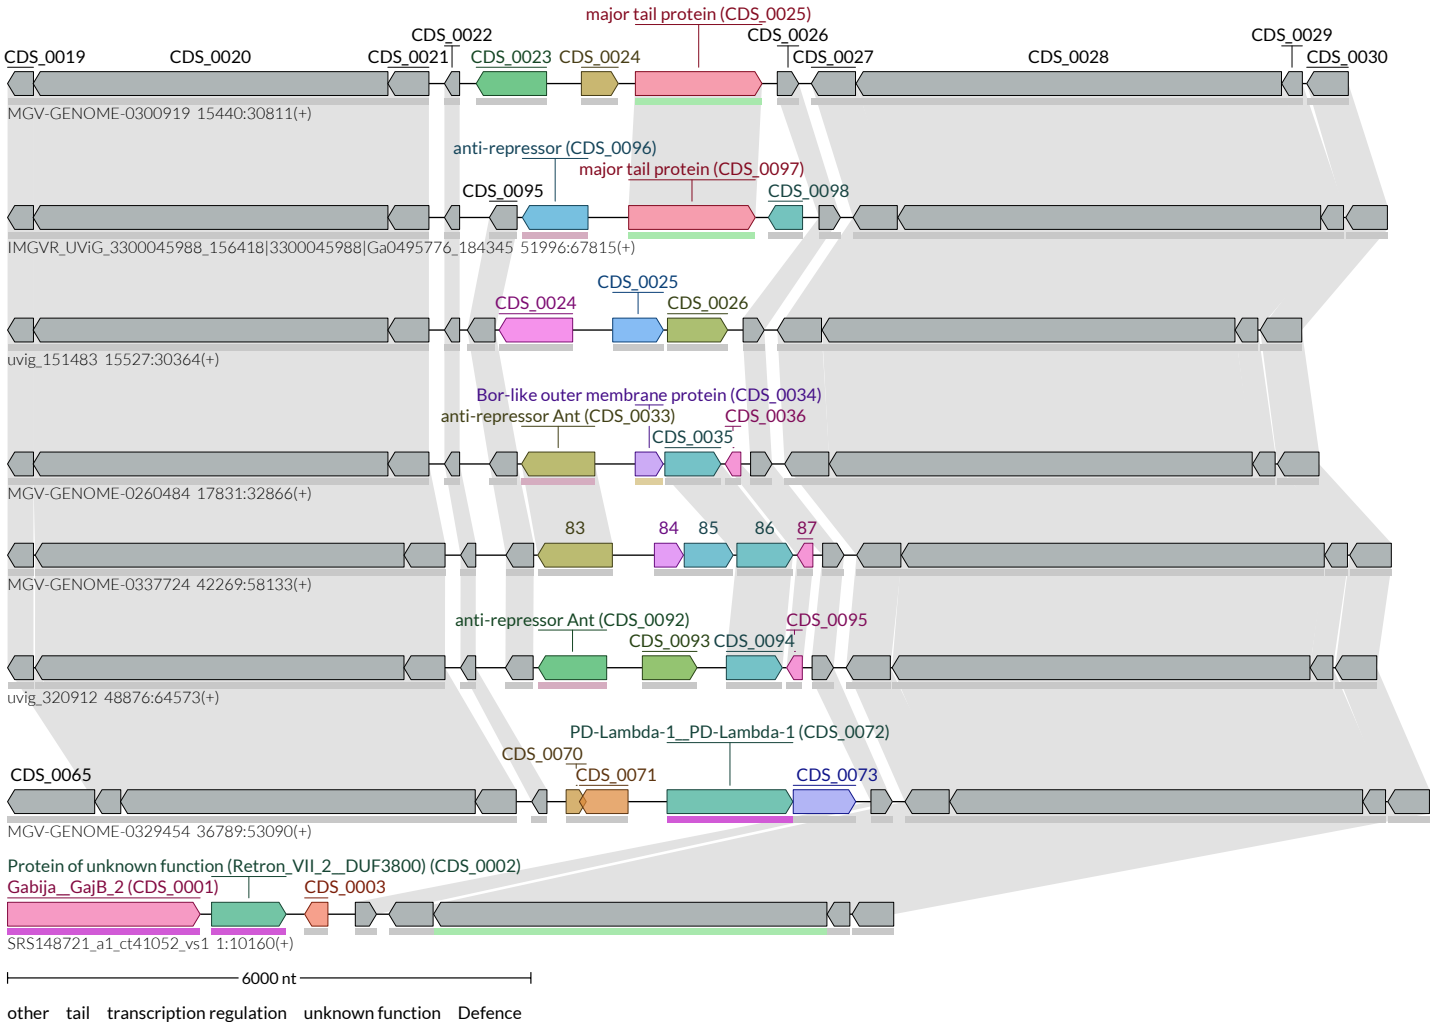 major tail protein (CDS_0025)
CDS_0022 CDS_0026 CDS_0029
CDS_0019 CDS_0020 CDS_0021 CDS_0023 CDS_0024 CDS_0027 CDS_0028 CDS_0030
MGV-GENOME-0300919 15440:30811(+)
anti-repressor (CDS_0096)
major tail protein (CDS_0097)
CDS_0095 CDS_0098
IMGVR_UViG_3300045988_156418|3300045988|Ga0495776_184345 51996:67815(+)
CDS_0025
CDS_0024 CDS_0026
uvig_151483 15527:30364(+)
Bor-like outer membrane protein (CDS_0034)
anti-repressor Ant (CDS_0033) CDS_0036
CDS_0035
MGV-GENOME-0260484 17831:32866(+)
83 84 85 86 87
MGV-GENOME-0337724 42269:58133(+)
anti-repressor Ant (CDS_0092) CDS_0095
CDS_0093 CDS_0094
uvig_320912 48876:64573(+)
PD-Lambda-1__PD-Lambda-1 (CDS_0072)
CDS_0070
CDS_0065 CDS_0071 CDS_0073
MGV-GENOME-0329454 36789:53090(+)
Protein of unknown function (Retron_VII_2__DUF3800) (CDS_0002)
Gabija__GajB_2 (CDS_0001) CDS_0003
SRS148721_a1_ct41052_vs1 1:10160(+)
6000 nt
other tail transcription regulation unknown function Defence